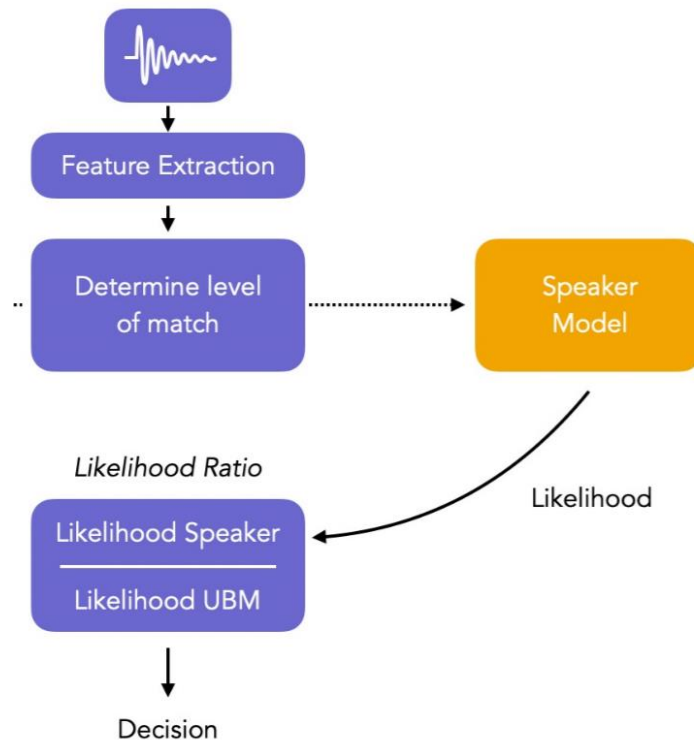 Feature Extraction
Determine level
of match
Speaker
Model
Likelihood Ratio
Likelihood
Likelihood Speaker
Likelihood UBM
Decision